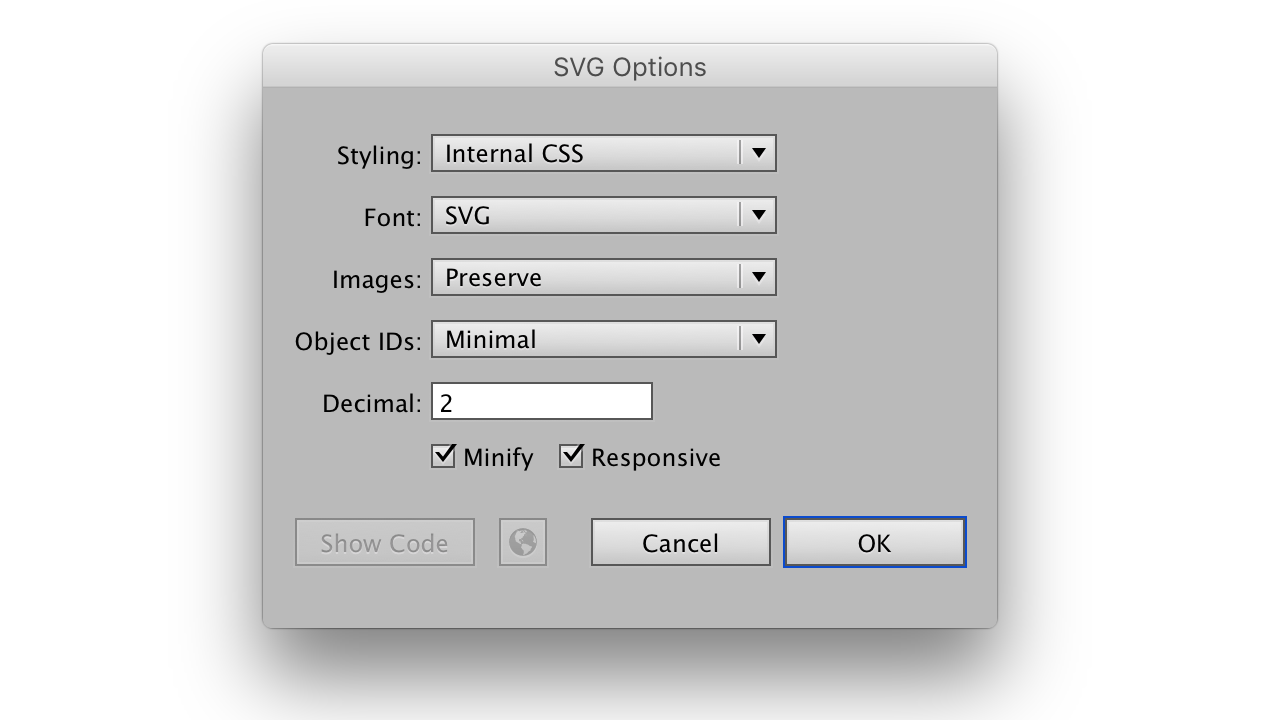 SVG Options
Styling: Internal CSS
Font: SVG
Images: Preserve
Object IDs: Minimal
Decimal: 2
Minify Responsive
Show Code Cancel OK